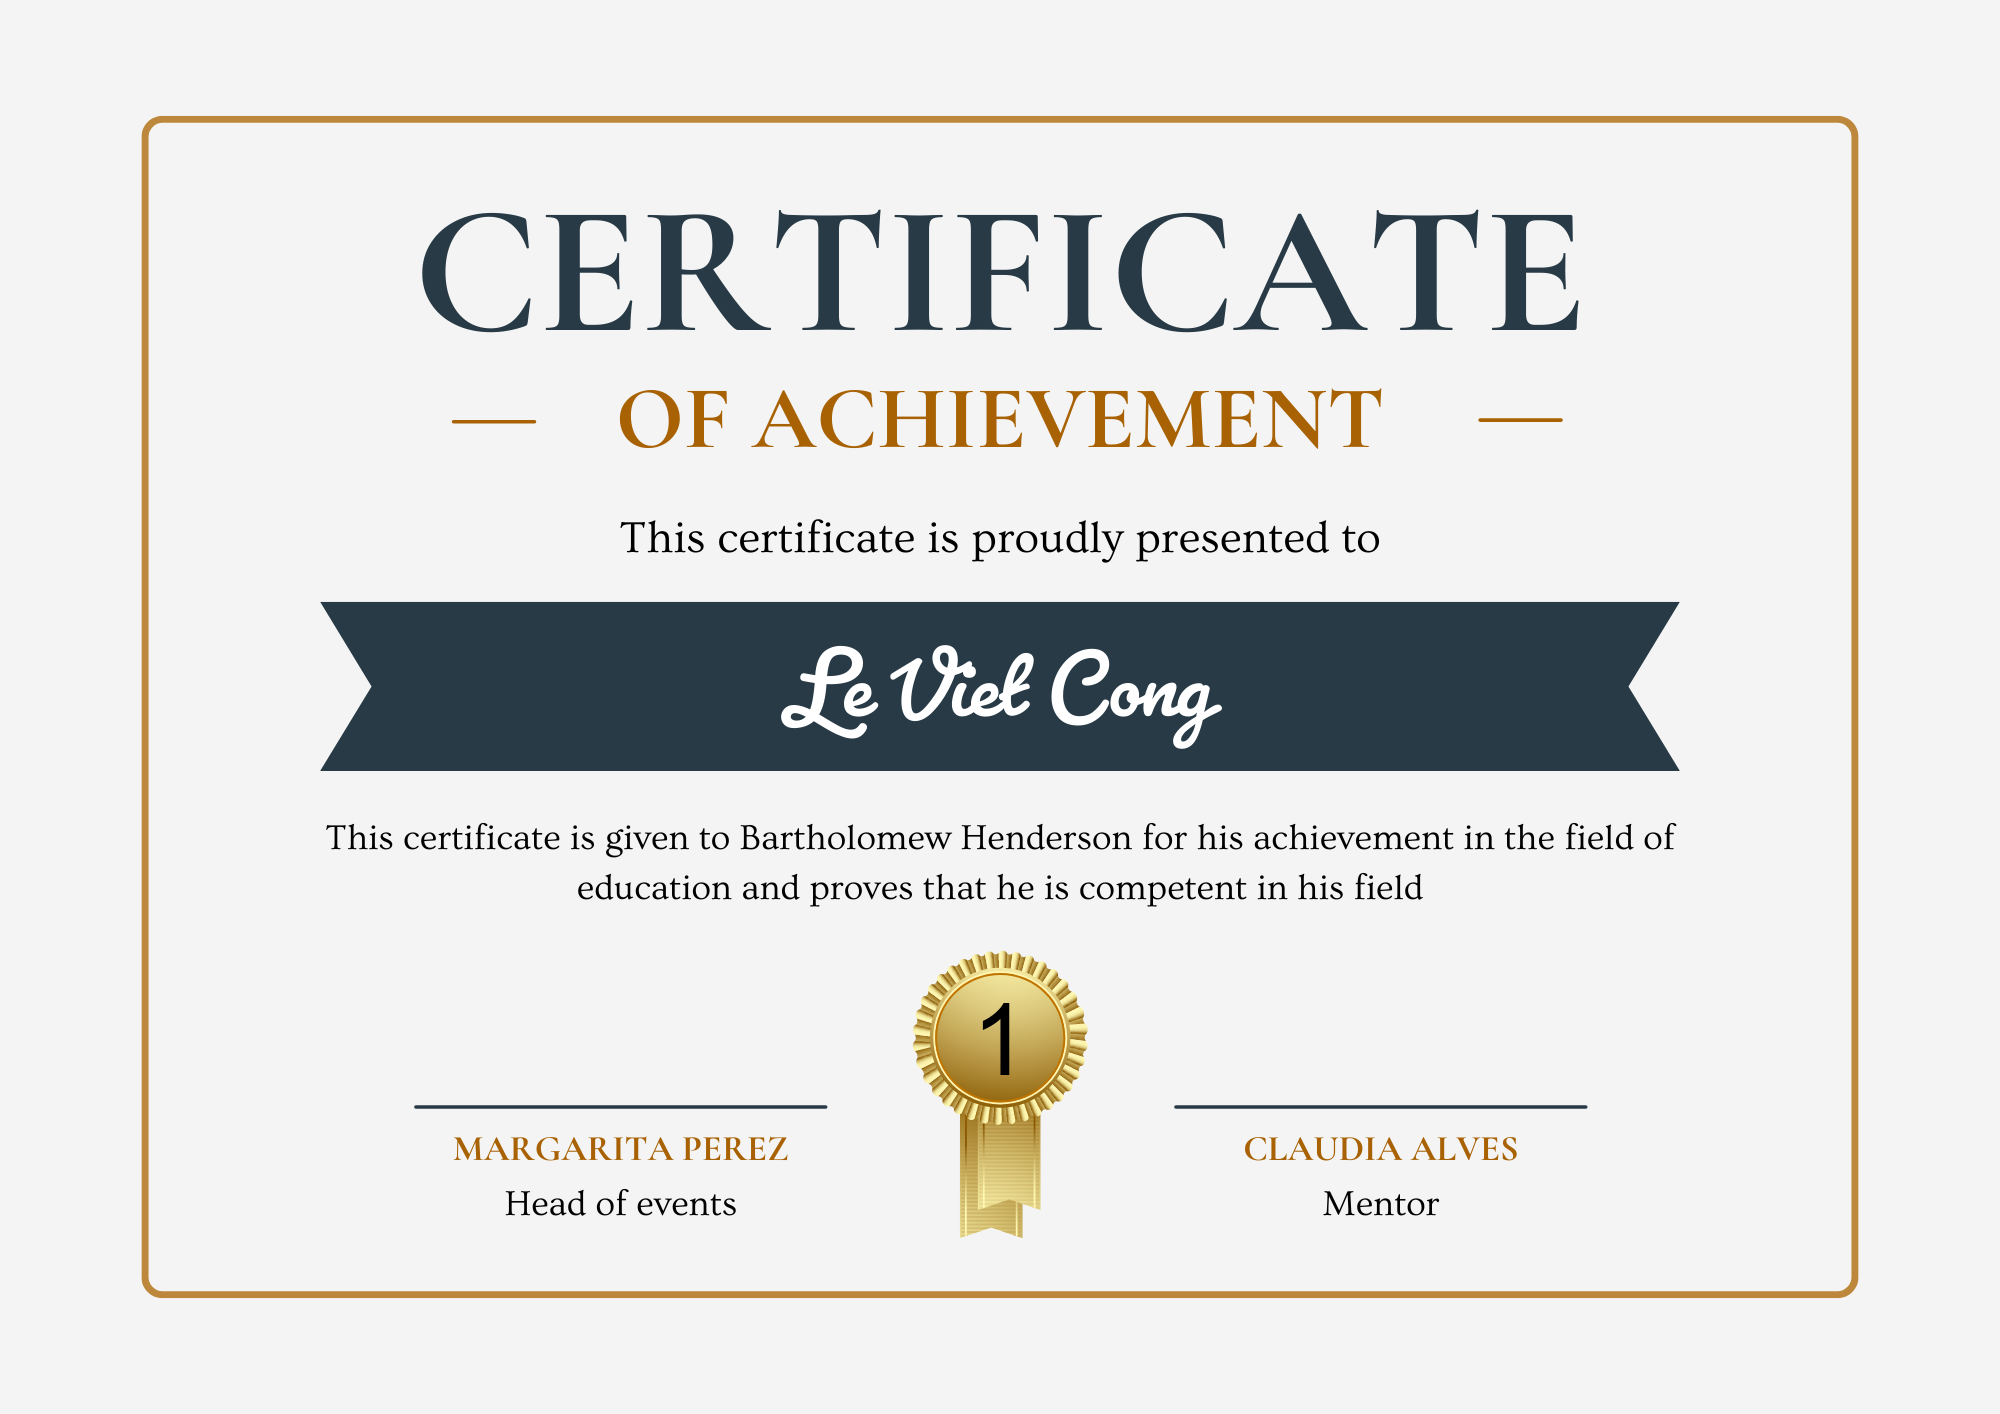 CERTIFICATE
OF ACHIEVEMENT
This certificate is proudly presented to
Le Viet Cong
This certificate is given to Bartholomew Henderson for his achievement in the field of
education and proves that he is competent in his field
1
MARGARITA PEREZ
Head of events
CLAUDIA ALVES
Mentor